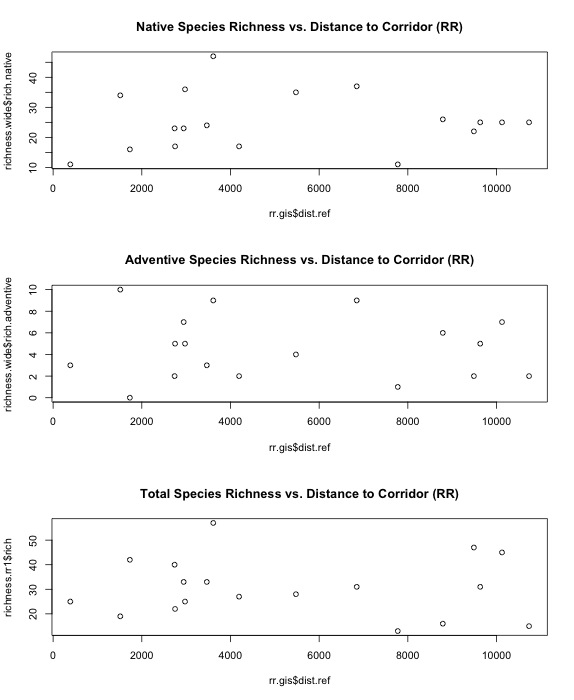 Native Species Richness vs. Distance to Corridor (RR)
richness.wide$rich.native
10 20 30 40
0 2000 4000 6000 8000 10000
rr.gis$dist.ref
Adventive Species Richness vs. Distance to Corridor (RR)
richness.wide$rich.adventive
0 2 4 6 8 10
0 2000 4000 6000 8000 10000
rr.gis$dist.ref
Total Species Richness vs. Distance to Corridor (RR)
richness.rr1$rich
20 30 40 50
0 2000 4000 6000 8000 10000
rr.gis$dist.ref